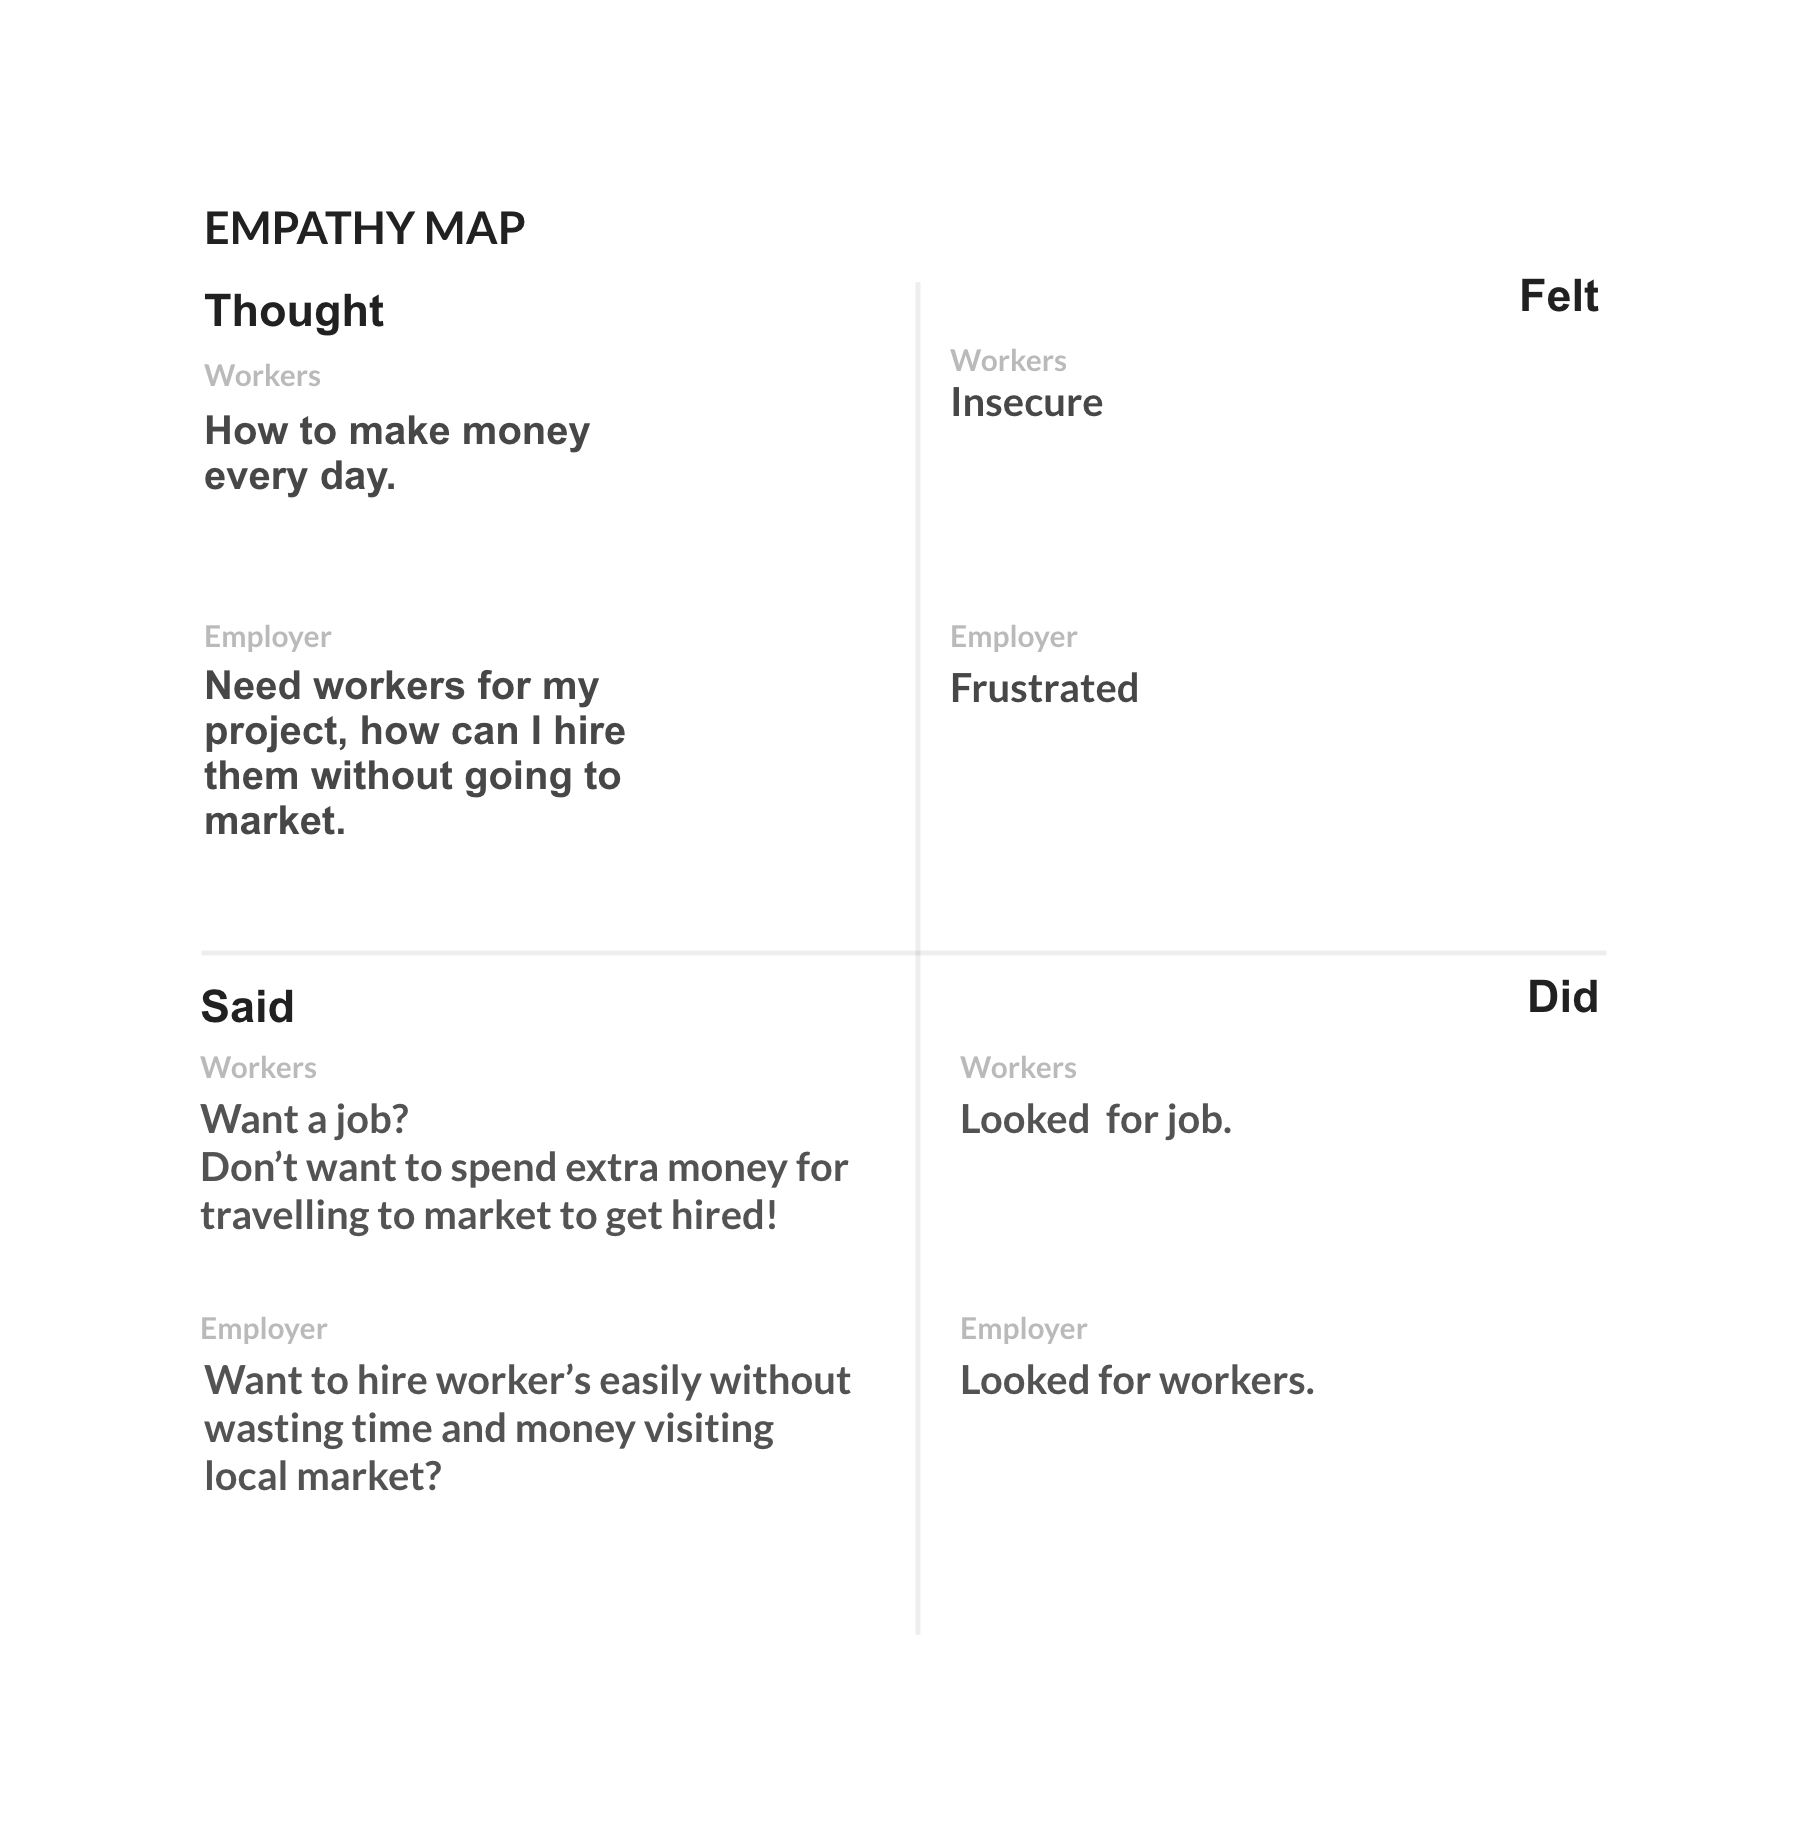 EMPATHY MAP
Thought
Workers
How to make money
every day.
Employer
Need workers for my
project, how can I hire
them without going to
market.
Felt
Workers
Insecure
Employer
Frustrated
Said
Workers
Want a job?
Don’t want to spend extra money for
travelling to market to get hired!
Employer
Want to hire worker’s easily without
wasting time and money visiting
local market?
Did
Workers
Looked  for job.
Employer
Looked for workers.